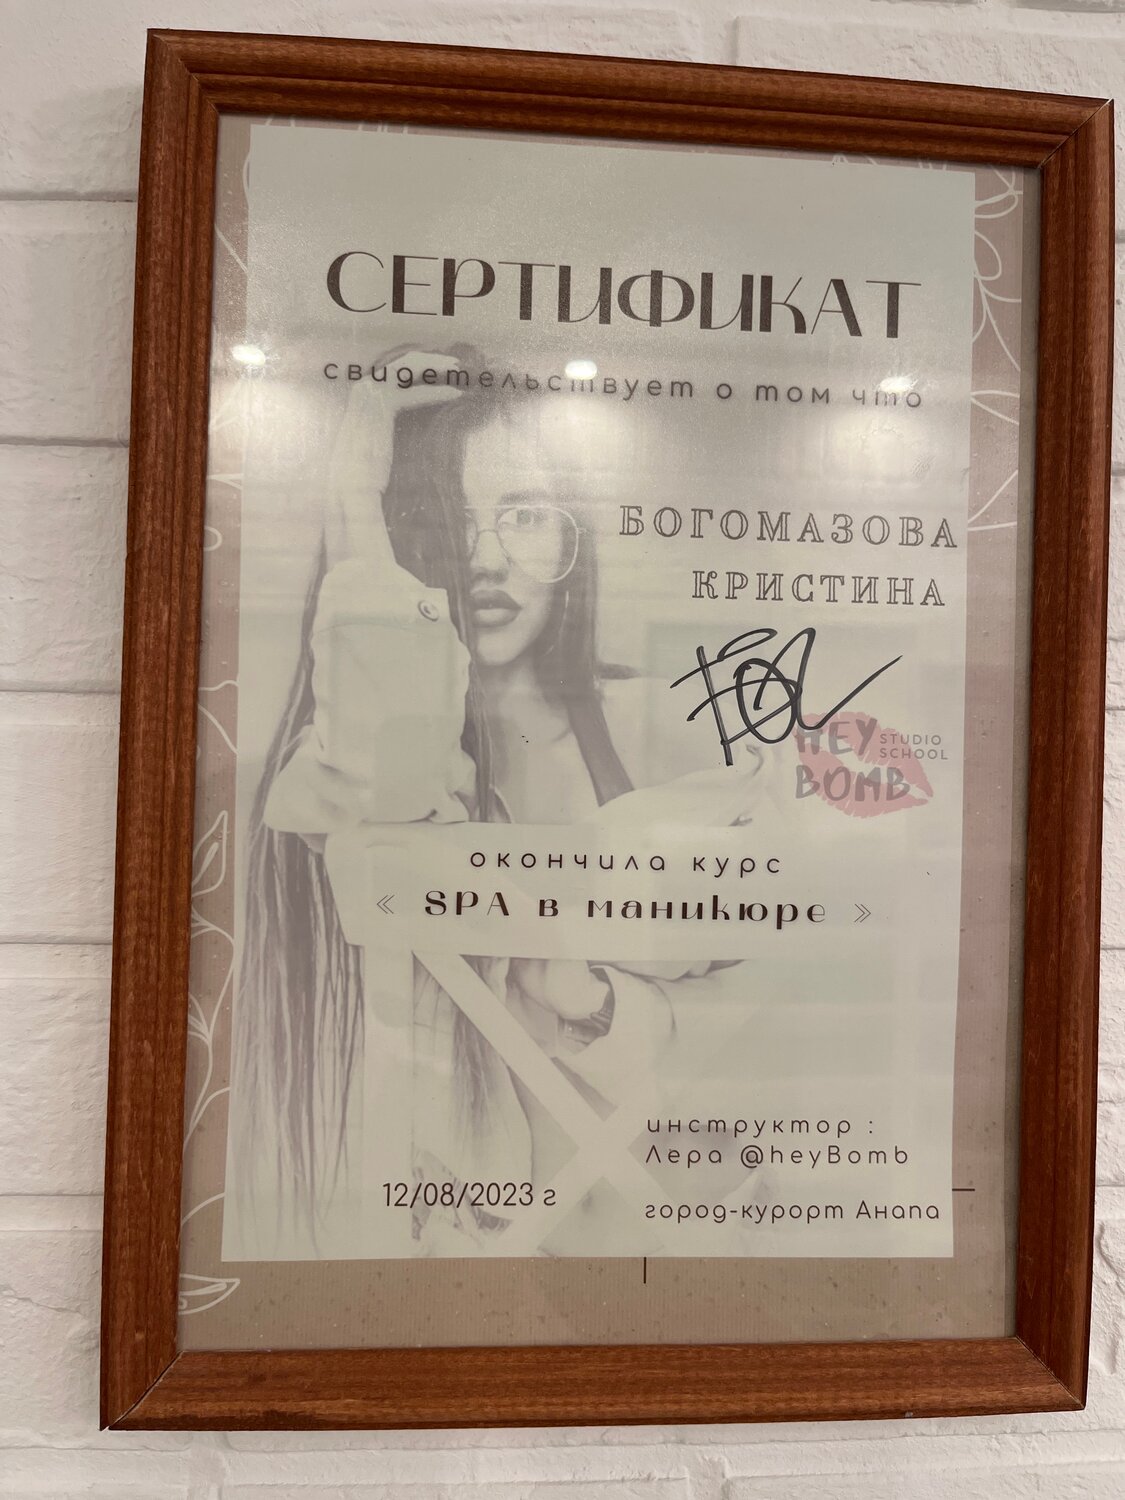 СЕРТИФИКАТ
свидетельствует о том что
БОГОМАЗОВА
КРИСТИНА
HEY STUDIO SCHOOL
BOMB
окончила курс
« SPA в маникюре »
инструктор :
Лера @heyBomb
12/08/2023 г
город-курорт Анапа